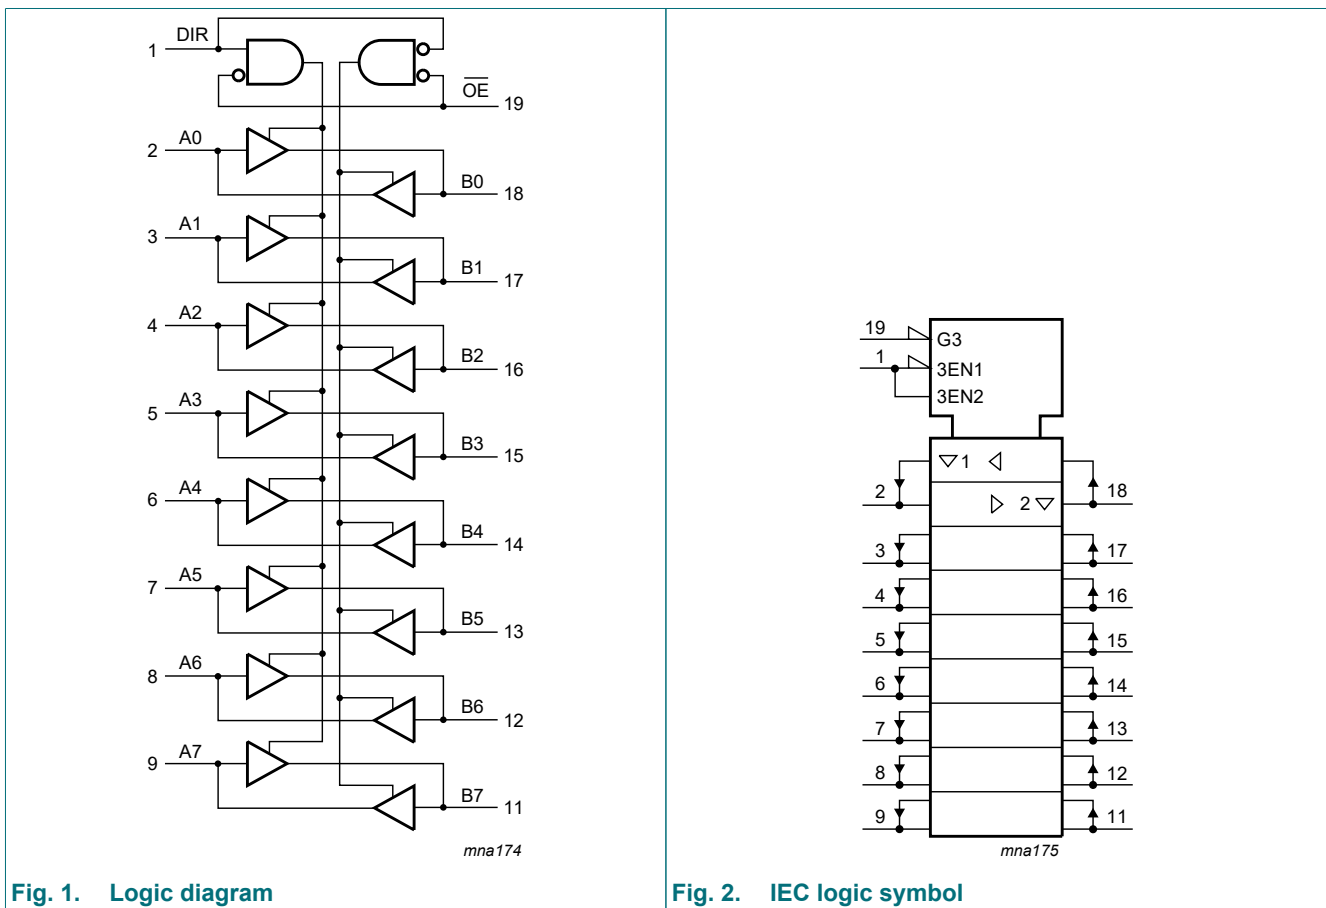 DIR
1
OE
19
A0
2
B0
18
A1
3
B1
17
A2
4
B2
16
A3
5
B3
15
A4
6
B4
14
A5
7
B5
13
A6
8
B6
12
A7
9
B7
11
mna174
Fig. 1. Logic diagram
19
G3
1
3EN1
3EN2
1
2
18
2
3
17
4
16
5
15
6
14
7
13
8
12
9
11
mna175
Fig. 2. IEC logic symbol